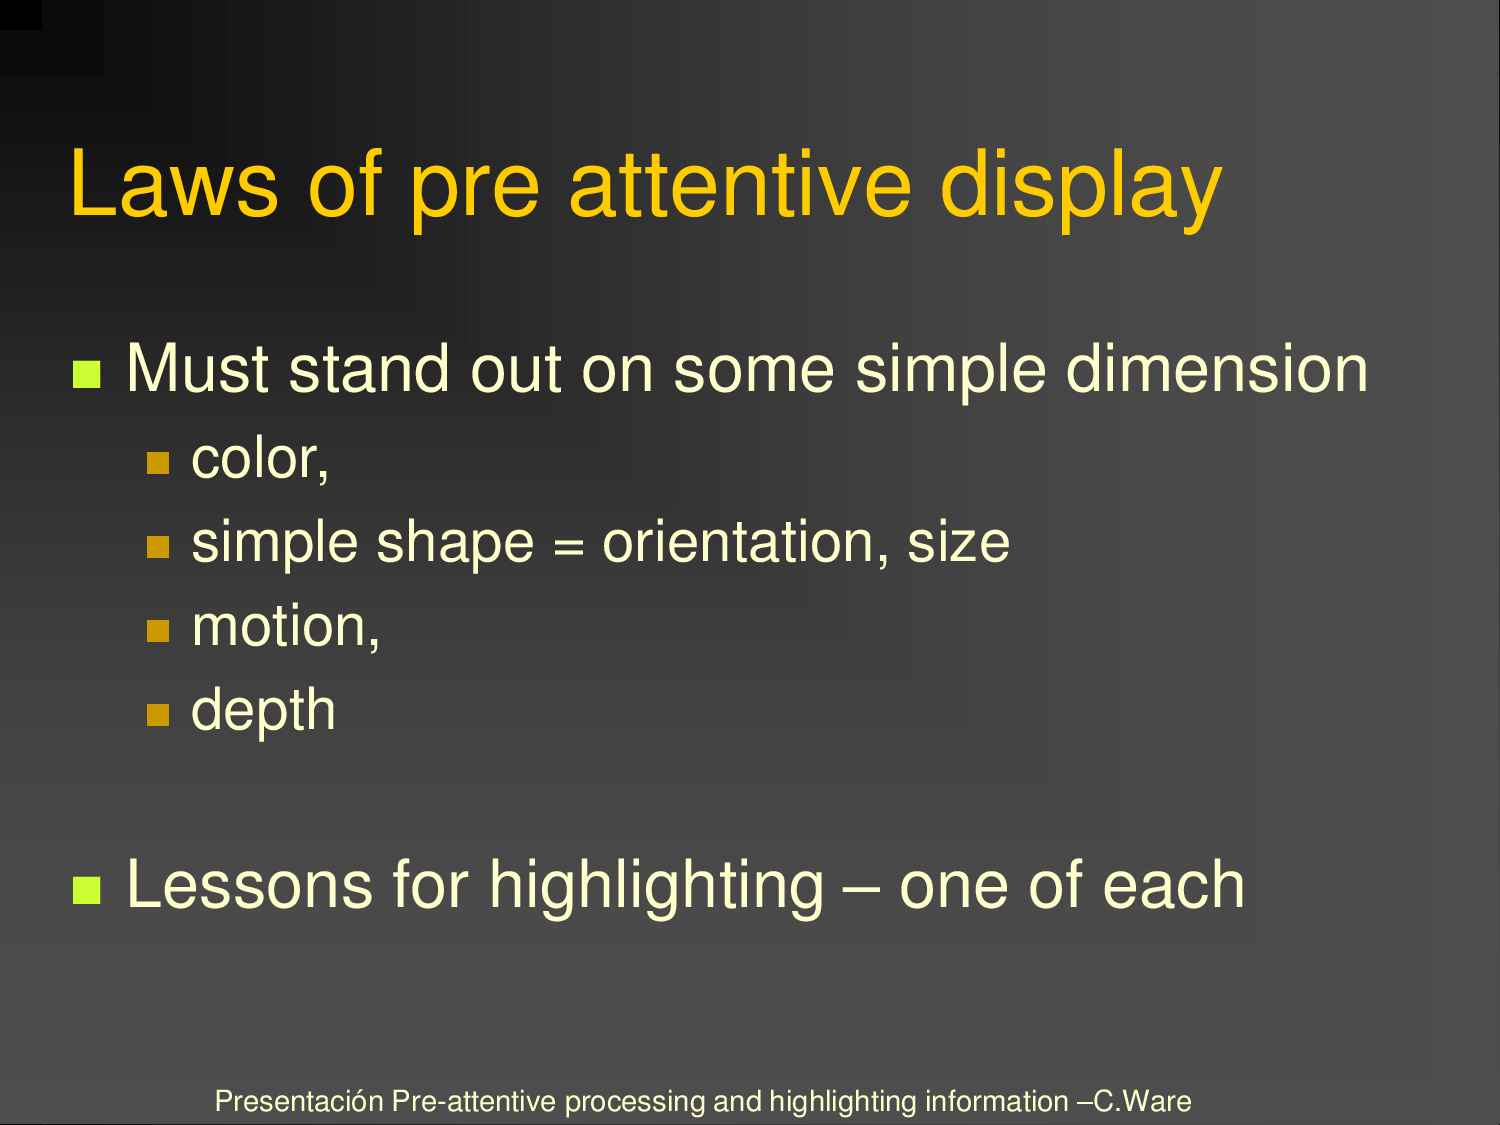 Laws of pre attentive display
Must stand out on some simple dimension
color,
simple shape = orientation, size
motion,
depth
Lessons for highlighting – one of each
Presentación Pre-attentive processing and highlighting information –C.Ware